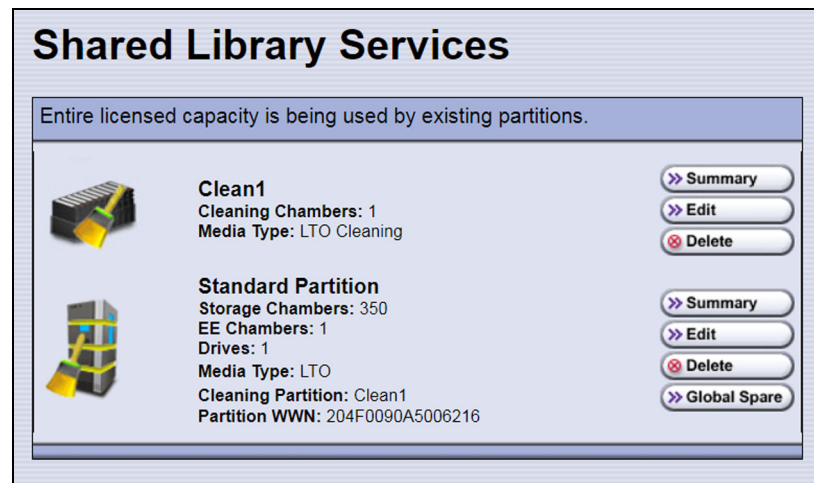 Shared Library Services
Entire licensed capacity is being used by existing partitions.
Clean1
Cleaning Chambers: 1
Media Type: LTO Cleaning
Summary
Edit
Delete
Standard Partition
Storage Chambers: 350
EE Chambers: 1
Drives: 1
Media Type: LTO
Cleaning Partition: Clean1
Partition WWN: 204F0090A5006216
Summary
Edit
Delete
Global Spare